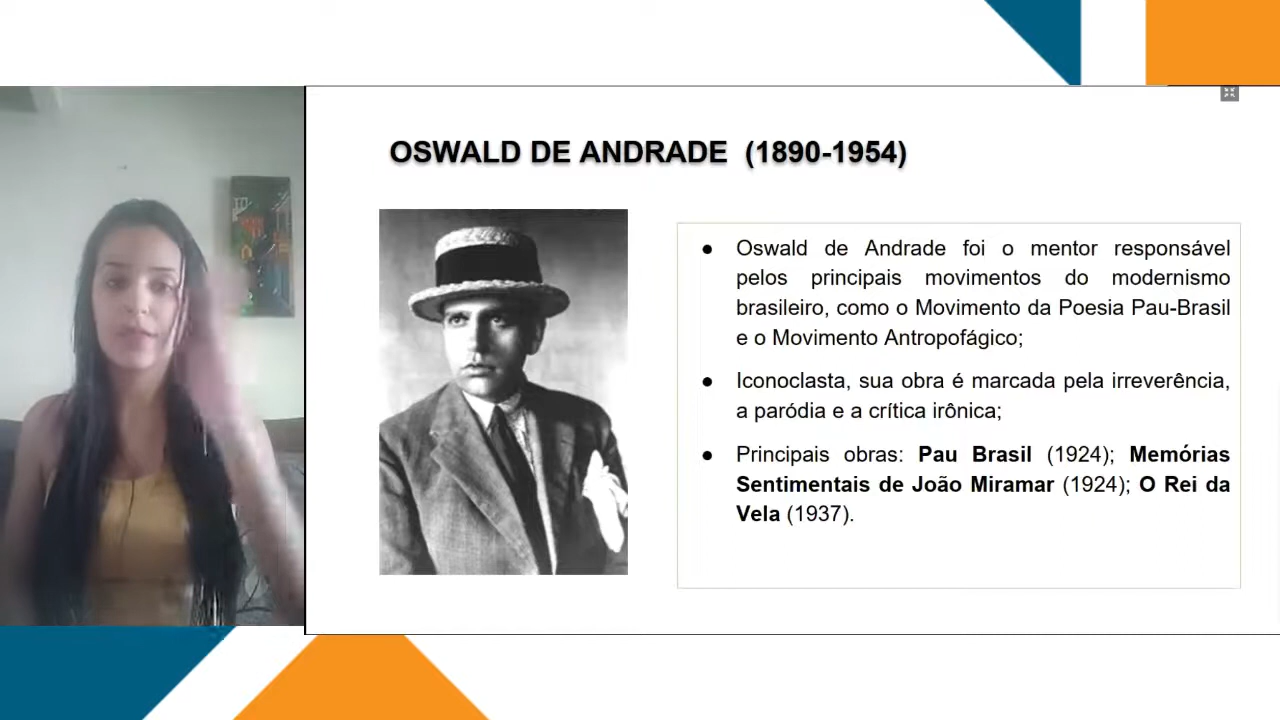 OSWALD DE ANDRADE (1890-1954)
● Oswald de Andrade foi o mentor responsável
pelos principais movimentos do modernismo
brasileiro, como o Movimento da Poesia Pau-Brasil
e o Movimento Antropofágico;
● Iconoclasta, sua obra é marcada pela irreverência,
a paródia e a crítica irônica;
● Principais obras: Pau Brasil (1924); Memórias
Sentimentais de João Miramar (1924); O Rei da
Vela (1937).